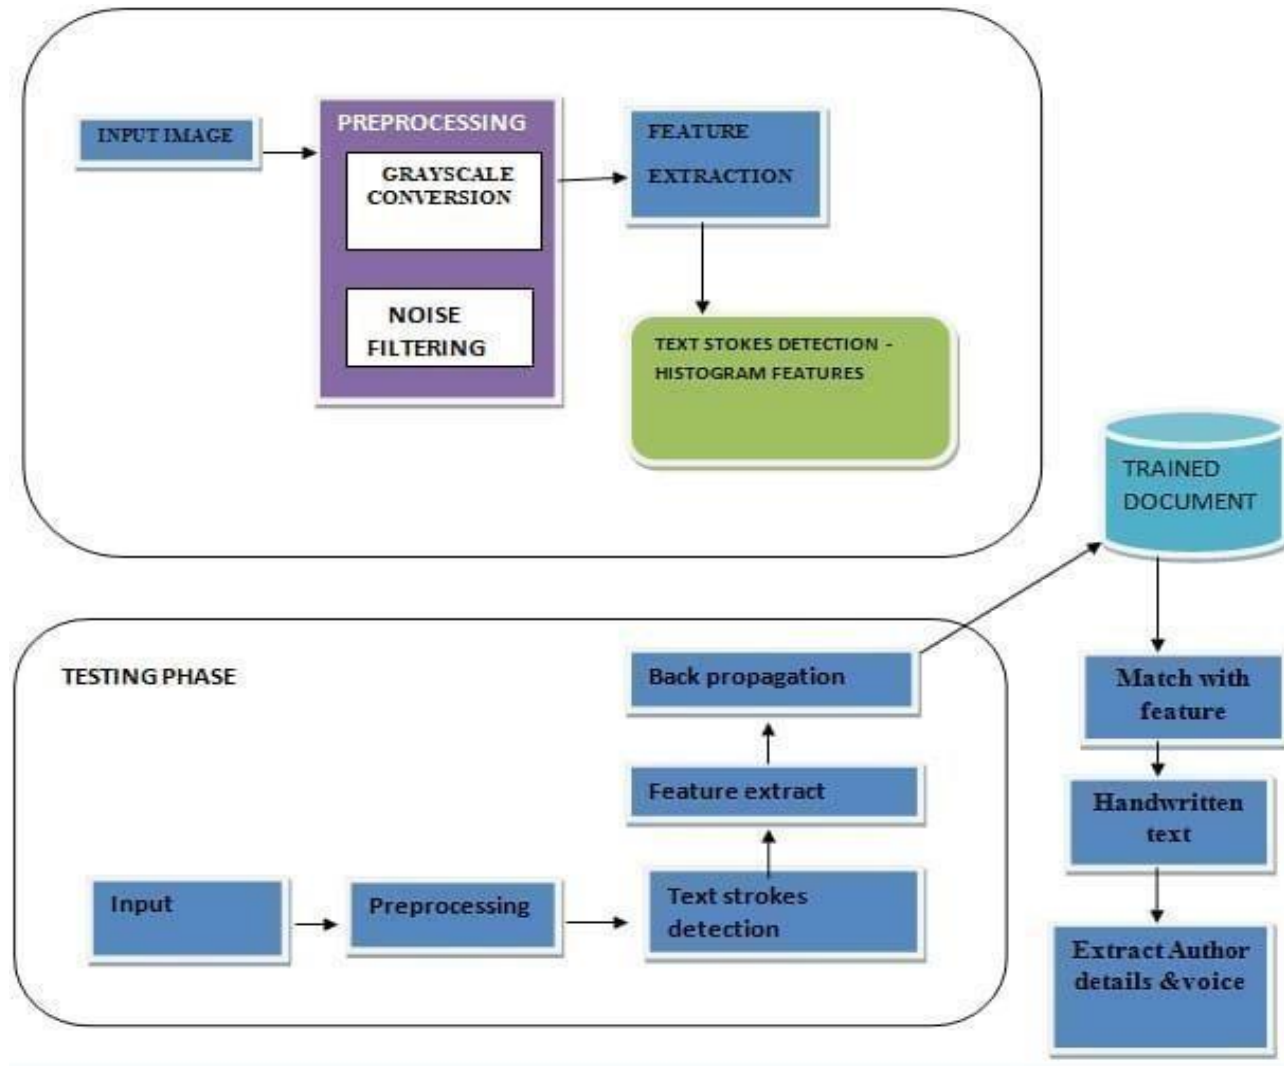 INPUT IMAGE
PREPROCESSING
GRAYSCALE
CONVERSION
NOISE
FILTERING
FEATURE
EXTRACTION
TEXT STOKES DETECTION -
HISTOGRAM FEATURES
TRAINED
DOCUMENT
TESTING PHASE
Input
Preprocessing
Text strokes
detection
Feature extract
Back propagation
Match with
feature
Handwritten
text
Extract Author
details &voice